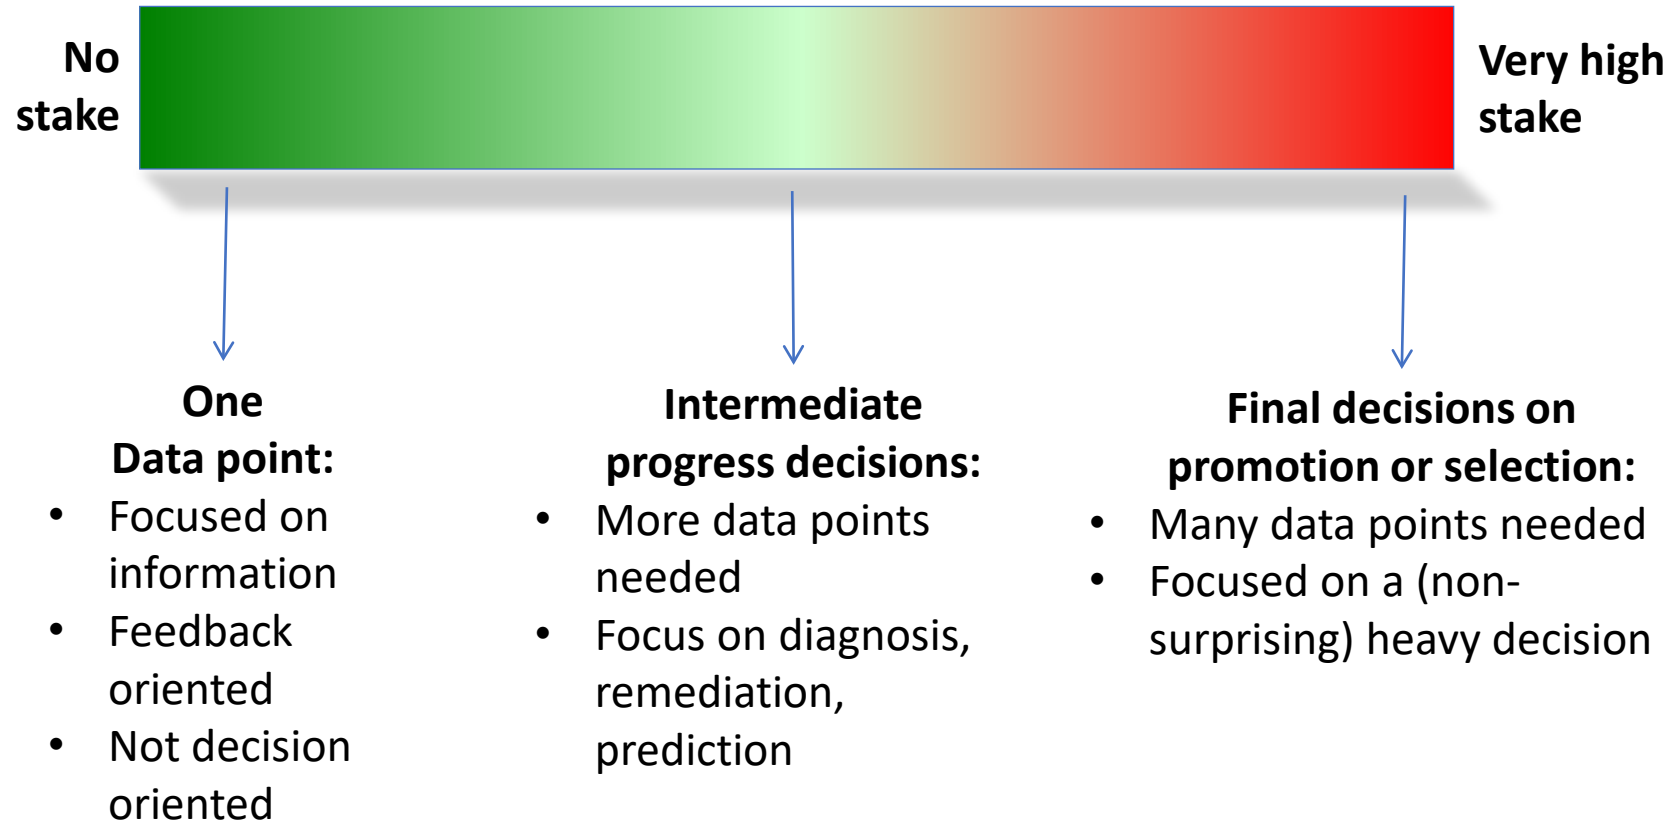 No
stake
Very high
stake
One
Data point:
• Focused on
information
• Feedback
oriented
• Not decision
oriented
Intermediate
progress decisions:
• More data points
needed
• Focus on diagnosis,
remediation,
prediction
Final decisions on
promotion or selection:
• Many data points needed
• Focused on a (non-
surprising) heavy decision